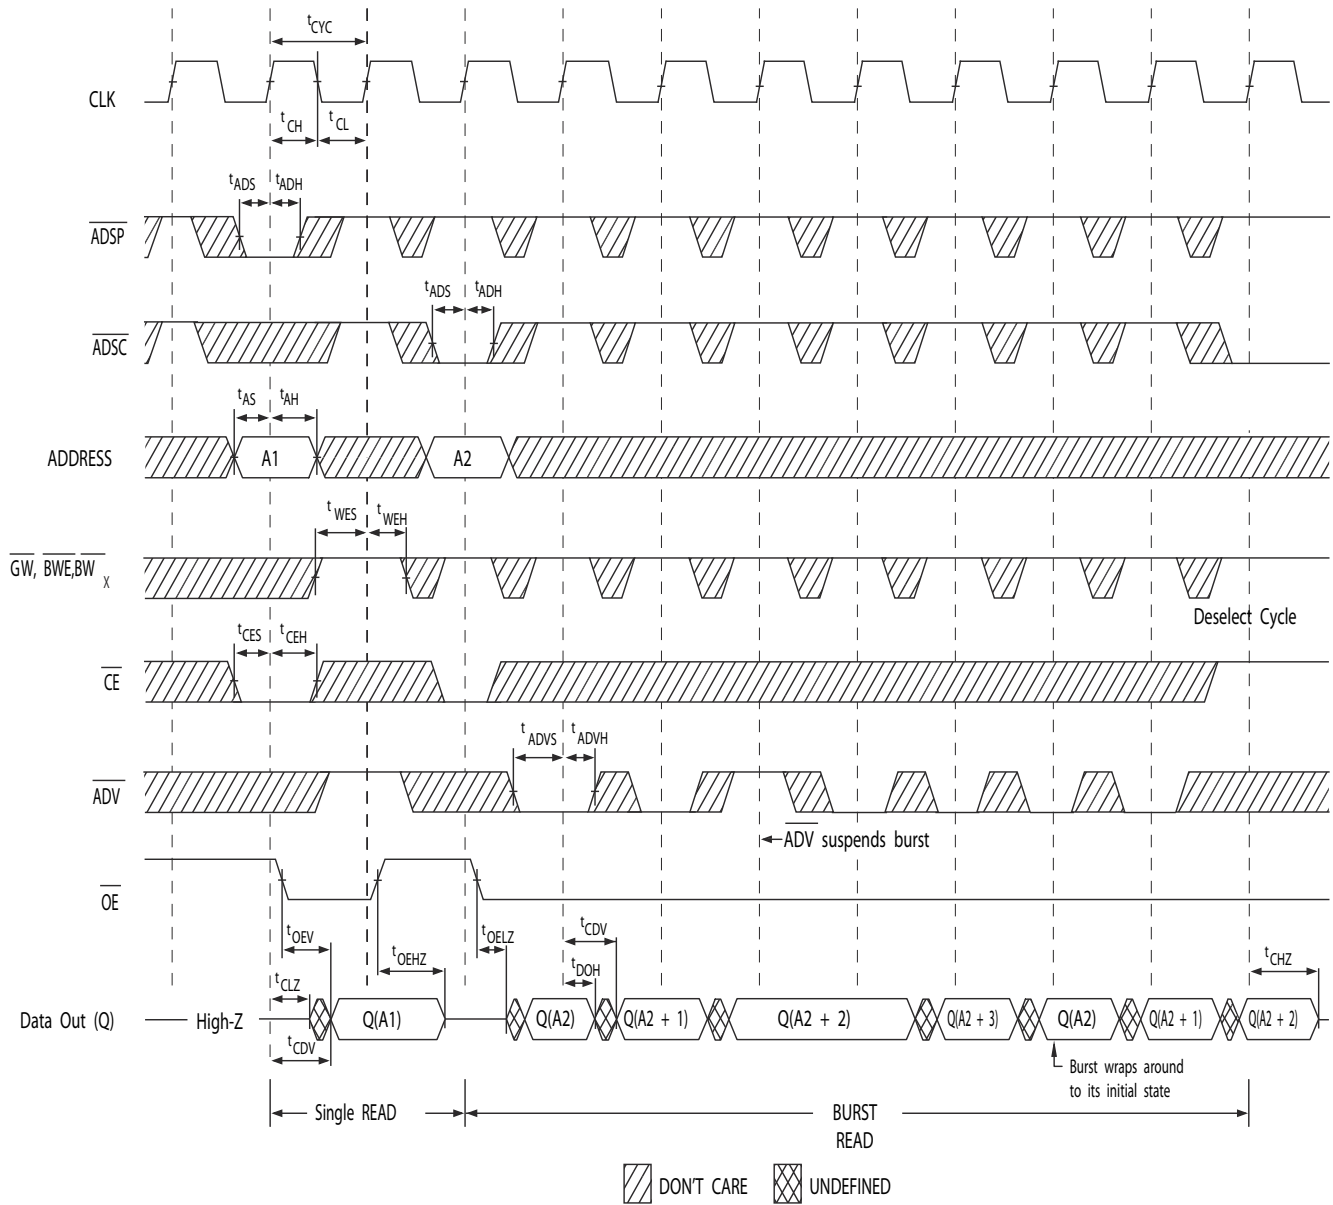 tCYC
CLK
tCH
tCL
tADS
tADH
ADSP
tADS
tADH
ADSC
tAS
tAH
ADDRESS
A1
A2
tWES
tWEH
GW, BWE,BW X
Deselect Cycle
tCES
tCEH
CE
tADVS
tADVH
ADV
ADV suspends burst
OE
tOEV
tOEHZ
tOELZ
tCDV
tCHZ
tCLZ
tDOH
Data Out (Q)
High-Z
Q(A1)
Q(A2)
Q(A2 + 1)
Q(A2 + 2)
Q(A2 + 3)
Q(A2)
Q(A2 + 1)
Q(A2 + 2)
tCDV
Burst wraps around
to its initial state
Single READ
BURST
READ
DON'T CARE
UNDEFINED